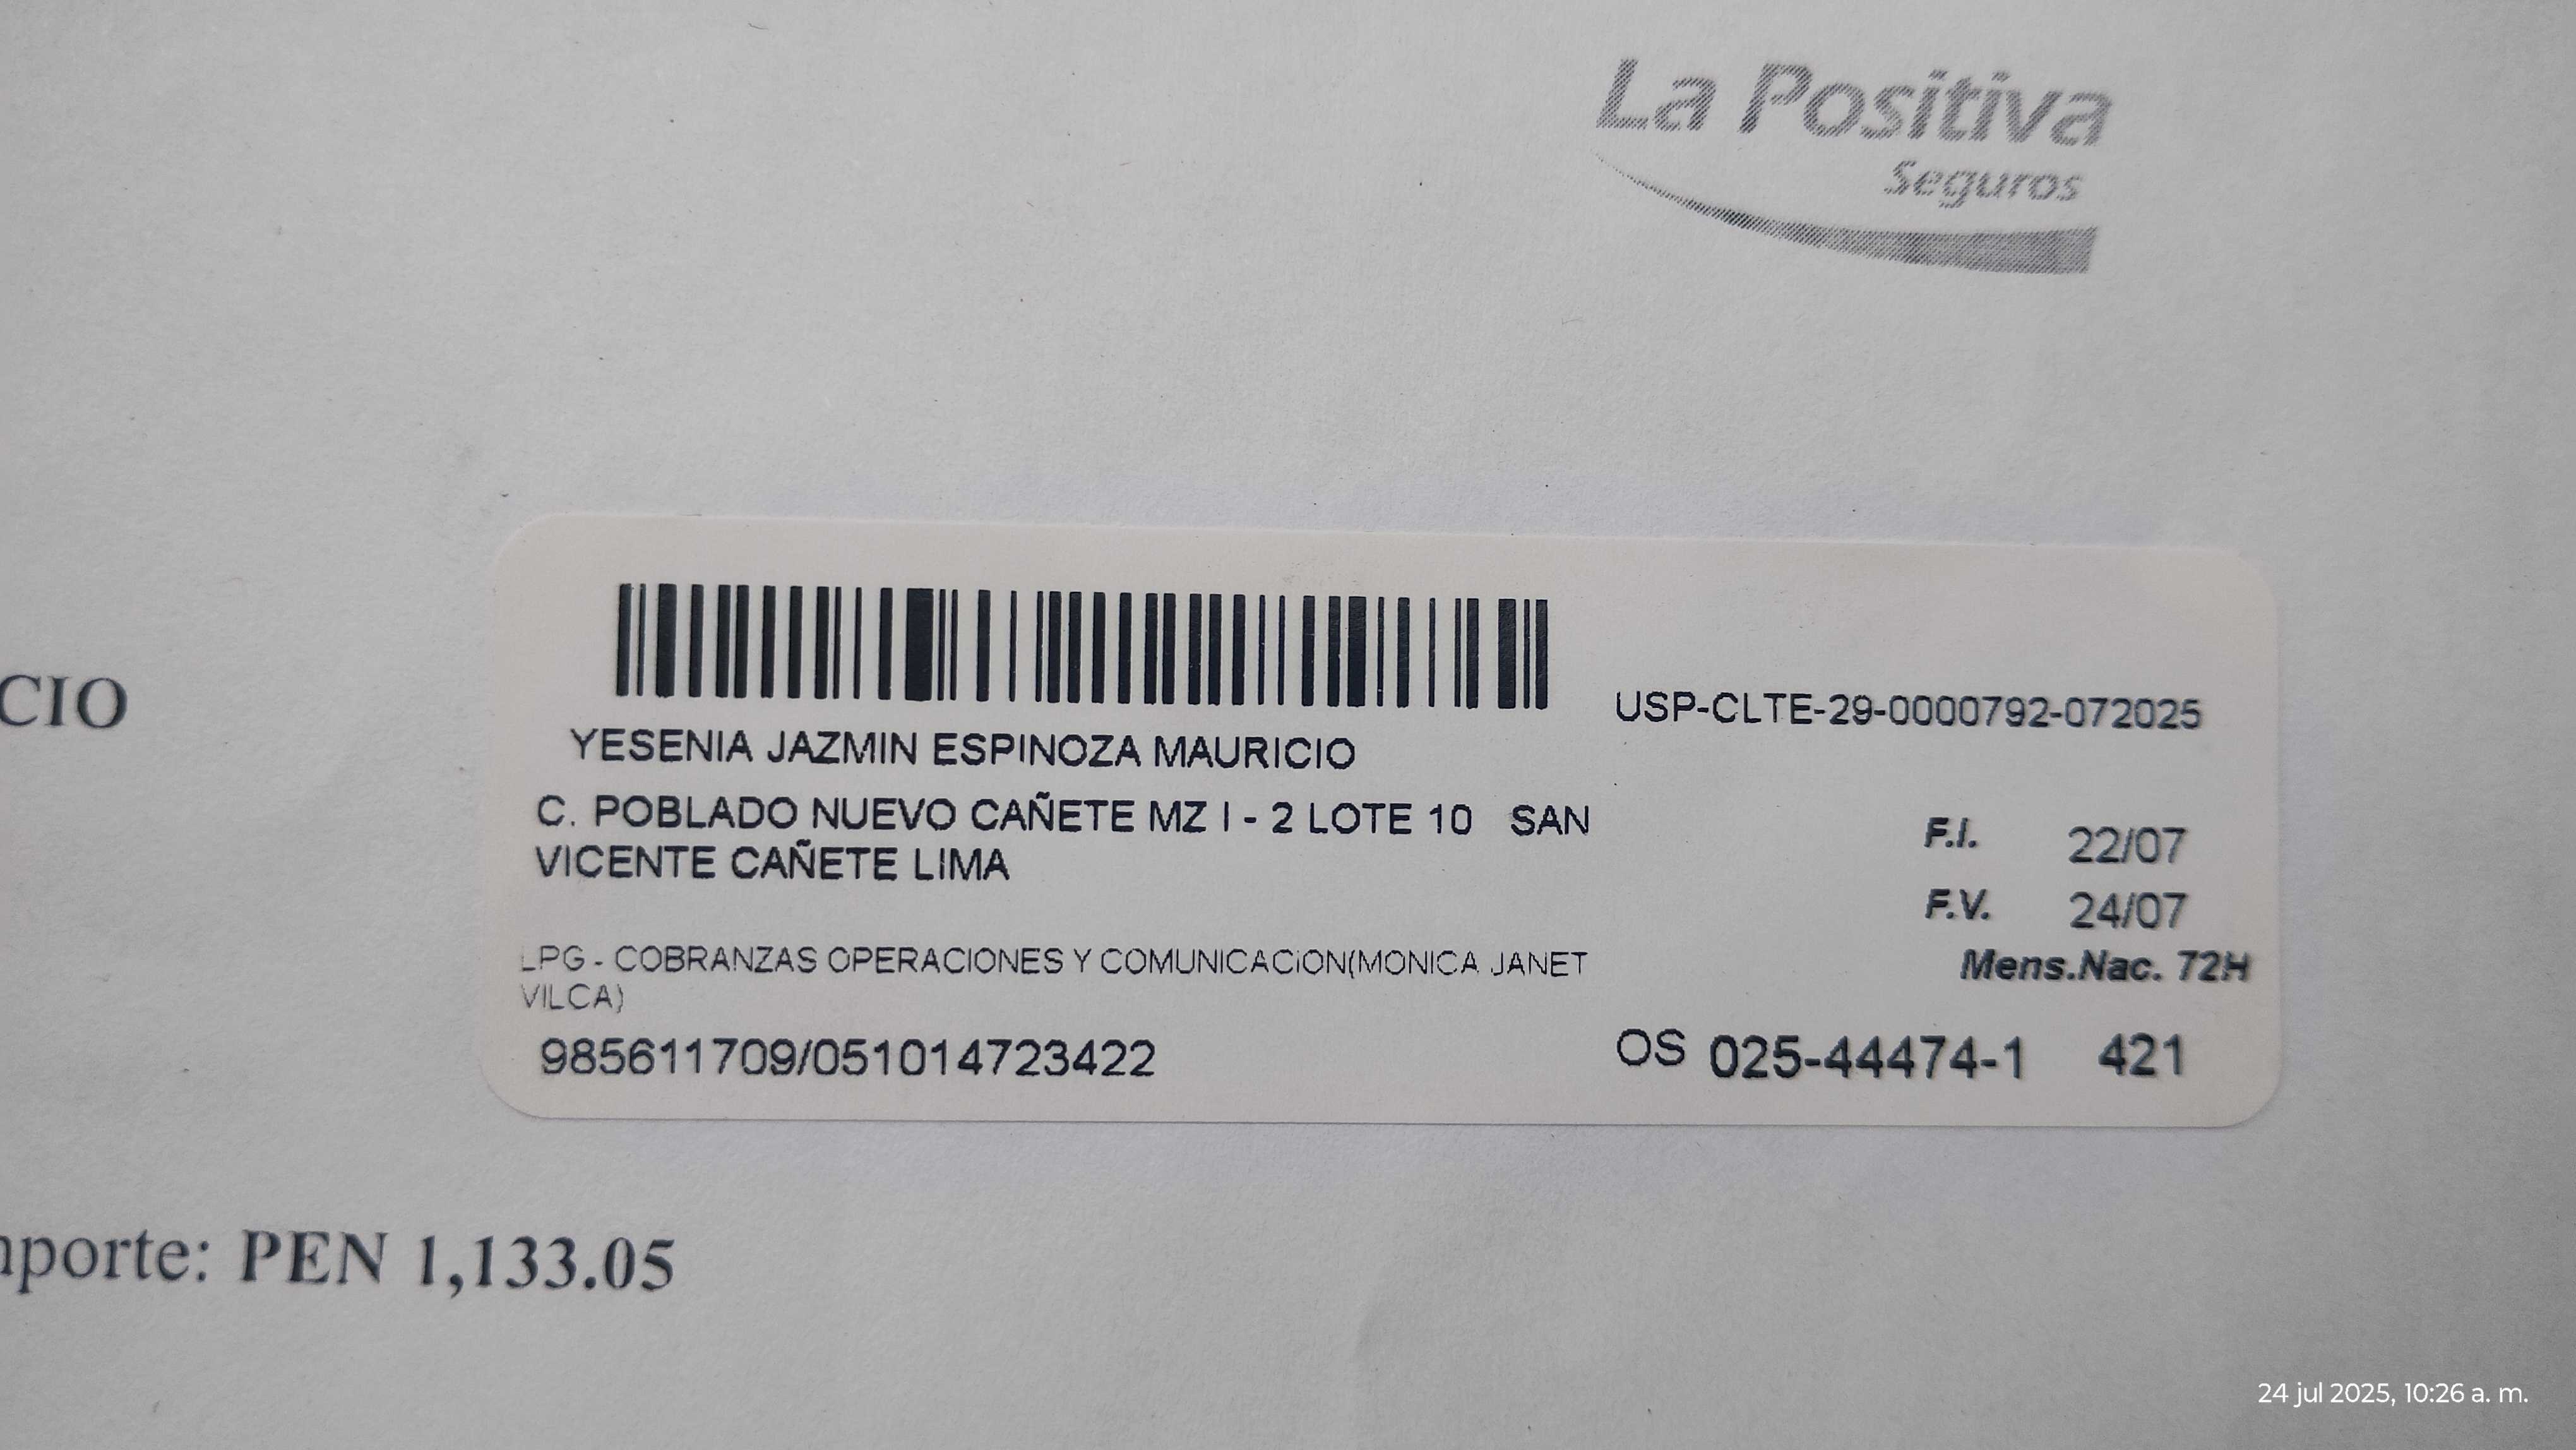 La Positiva
Seguros
CIO
USP-CLTE-29-0000792-072025
YESENIA JAZMIN ESPINOZA MAURICIO
C. POBLADO NUEVO CAÑETE MZ I - 2 LOTE 10 SAN
VICENTE CAÑETE LIMA
F.I. 22/07
F.V. 24/07
Mens.Nac. 72H
LPG - COBRANZAS OPERACIONES Y COMUNICACION(MONICA JANET
VILCA)
985611709/051014723422
OS 025-44474-1 421
mporte: PEN 1,133.05
24 jul 2025, 10:26 a. m.